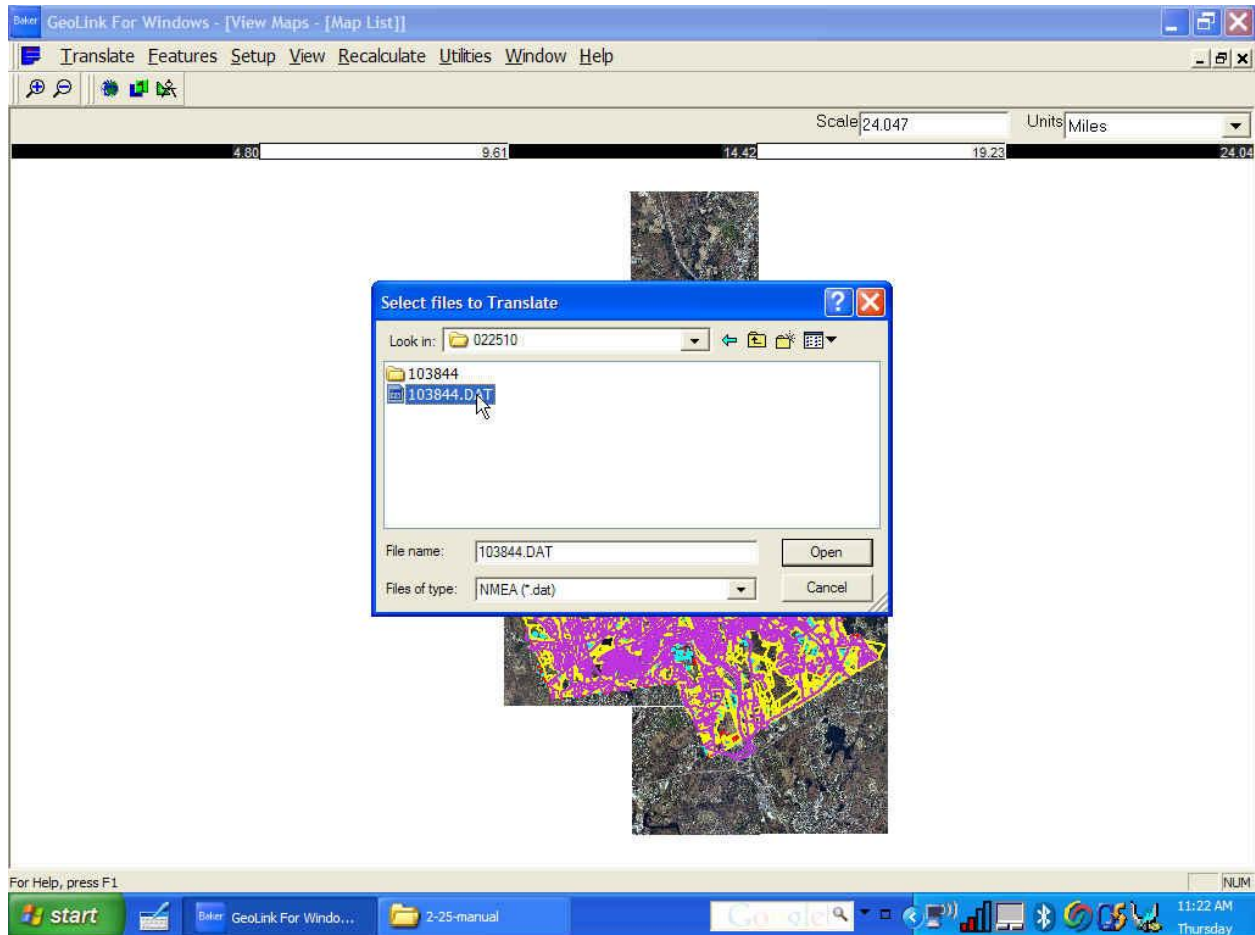 Baker GeoLink For Windows - [View Maps - [Map List]]
Translate Features Setup View Recalculate Utilities Window Help
Scale 24.047 Units Miles
4.80 9.61 14.42 19.23 24.04
Select files to Translate
Look in: 022510
103844
103844.DAT
File name: 103844.DAT Open
Files of type: NMEA (*.dat) Cancel
For Help, press F1 NUM
start Baker GeoLink For Windo... 2-25-manual Google 11:22 AM
Thursday